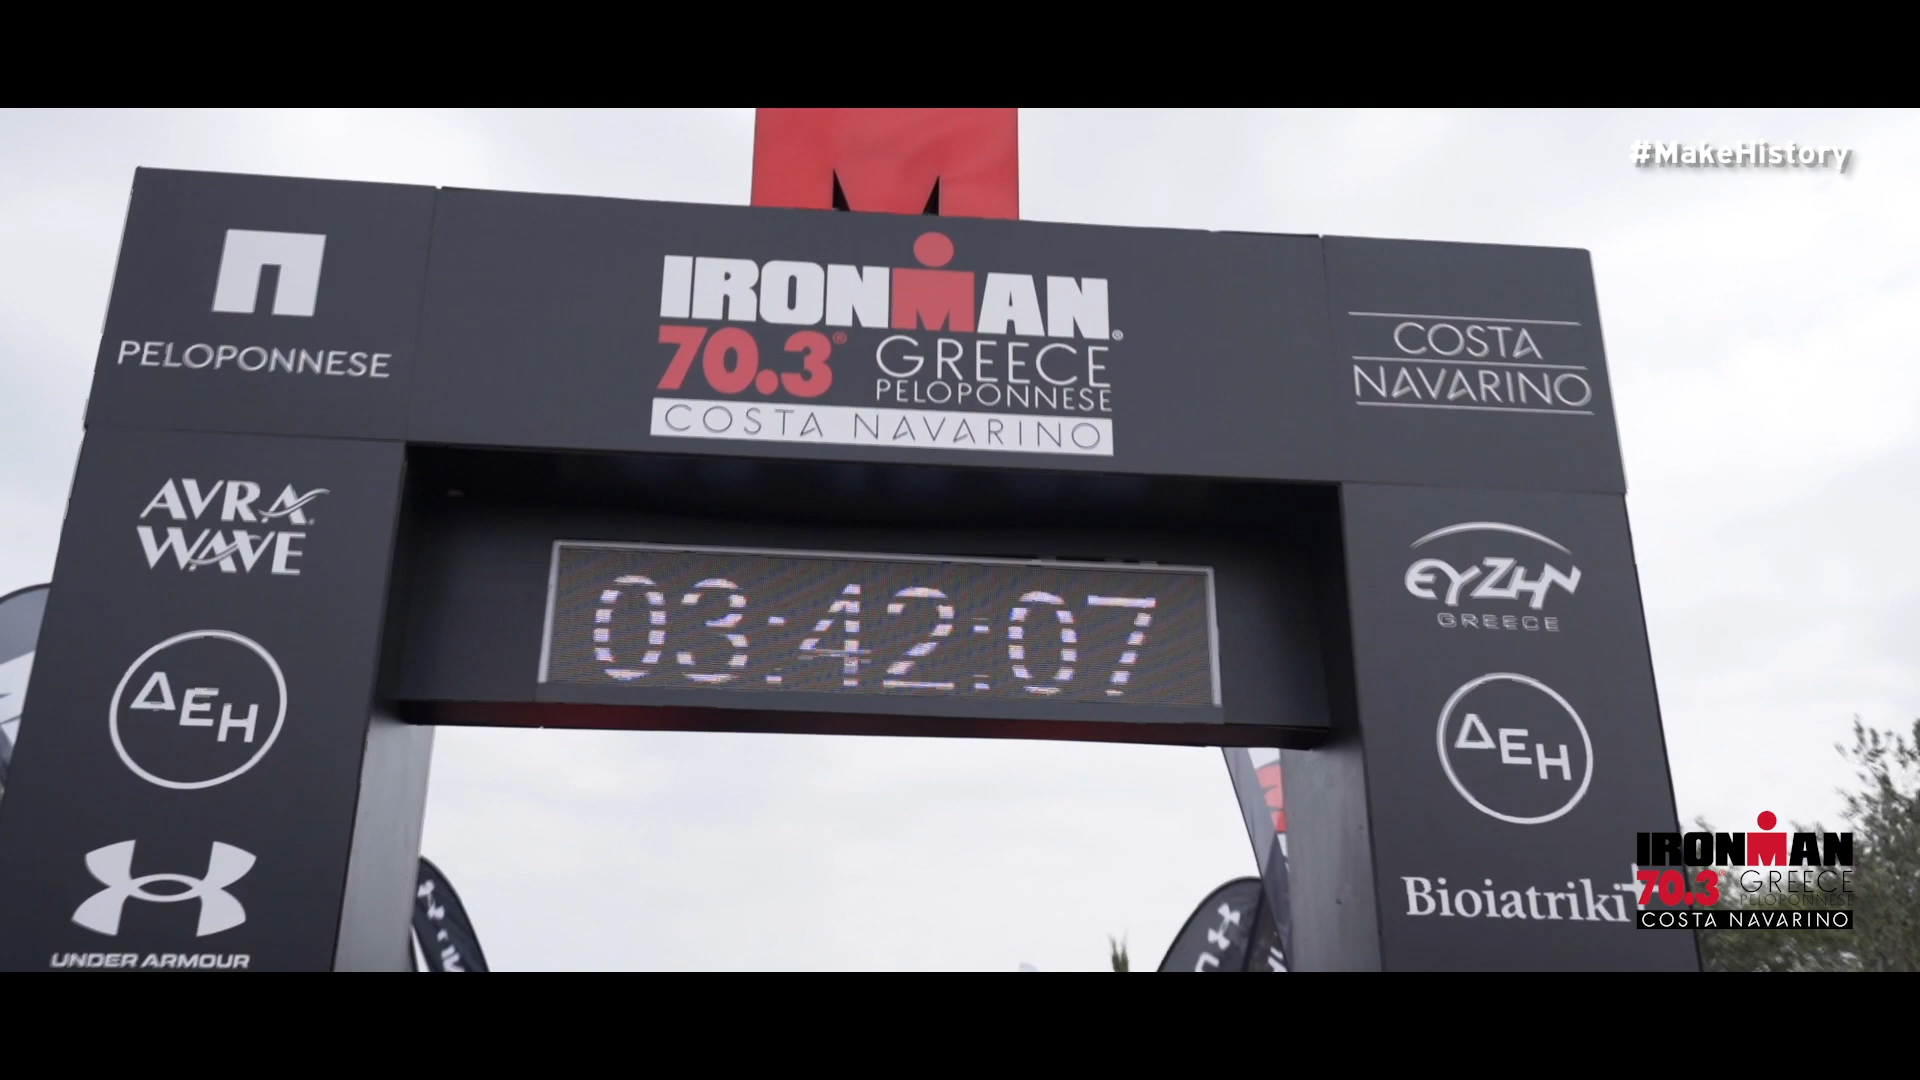 #MakeHistory
PELOPONNESE
IRONMAN®
70.3® GREECE
PELOPONNESE
COSTA NAVARINO
COSTA
NAVARINO
AVRA
WAVE
03:42:07
ΕΥΖΗΝ
GREECE
ΔΕΗ
ΔΕΗ
UNDER ARMOUR
Bioiatriki
IRONMAN
70.3 GREECE
PELOPONNESE
COSTA NAVARINO